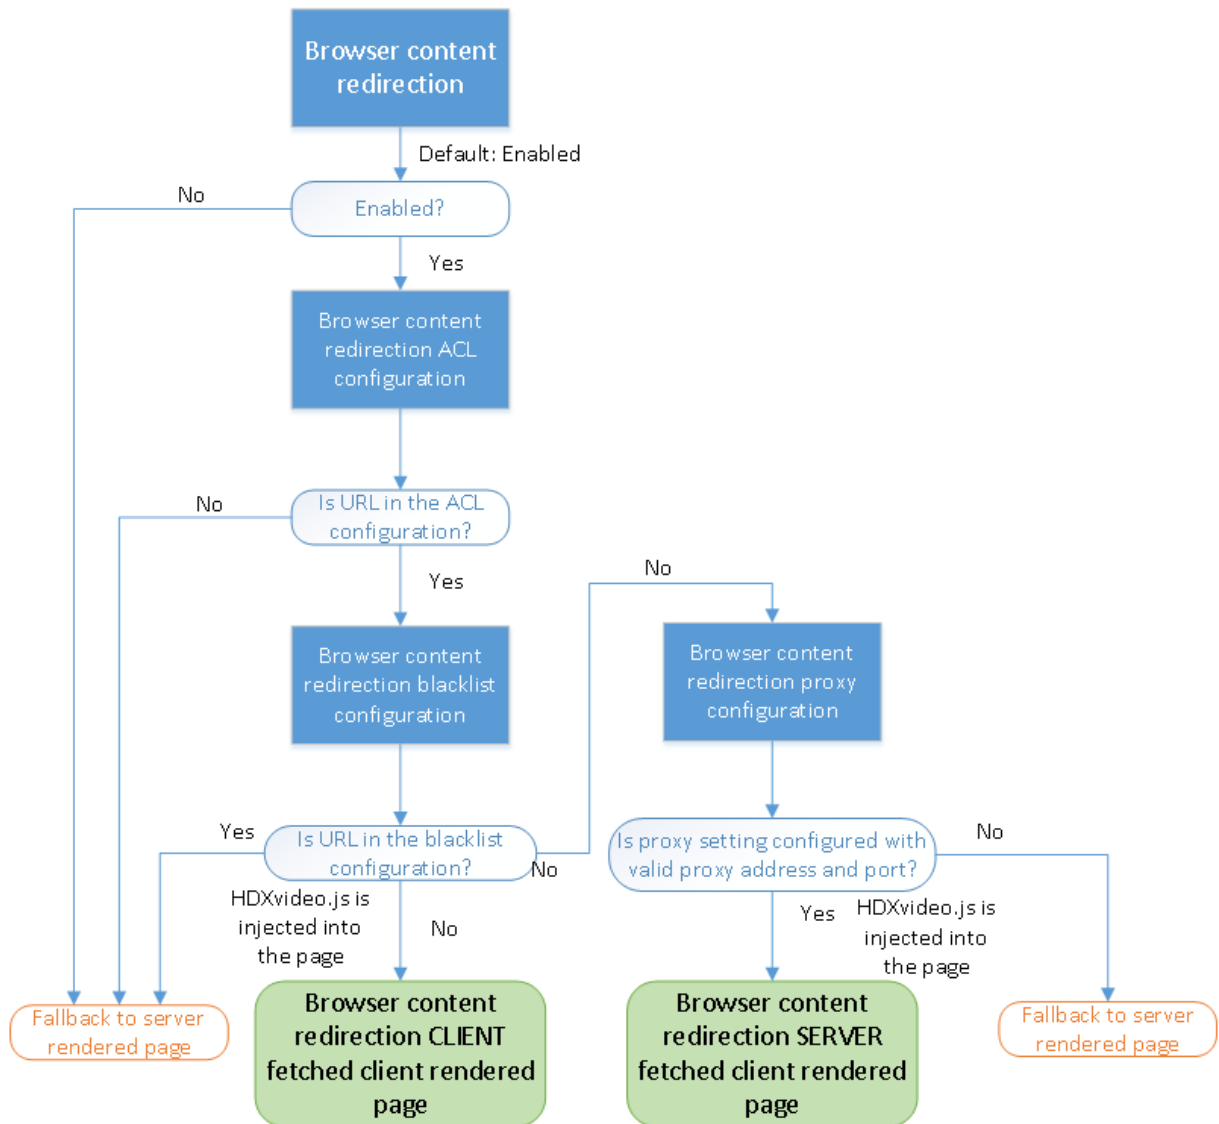 Browser content
redirection
Default: Enabled
No
Enabled?
Yes
Browser content
redirection ACL
configuration
No
Is URL in the ACL
configuration?
Yes
No
Browser content
redirection blacklist
configuration
Browser content
redirection proxy
configuration
Yes
Is URL in the blacklist
configuration?
No
Is proxy setting configured with
valid proxy address and port?
No
HDXvideo.js is
injected into
the page
No
Yes
HDXvideo.js is
injected into
the page
Fallback to server
rendered page
Browser content
redirection CLIENT
fetched client rendered
page
Browser content
redirection SERVER
fetched client rendered
page
Fallback to server
rendered page